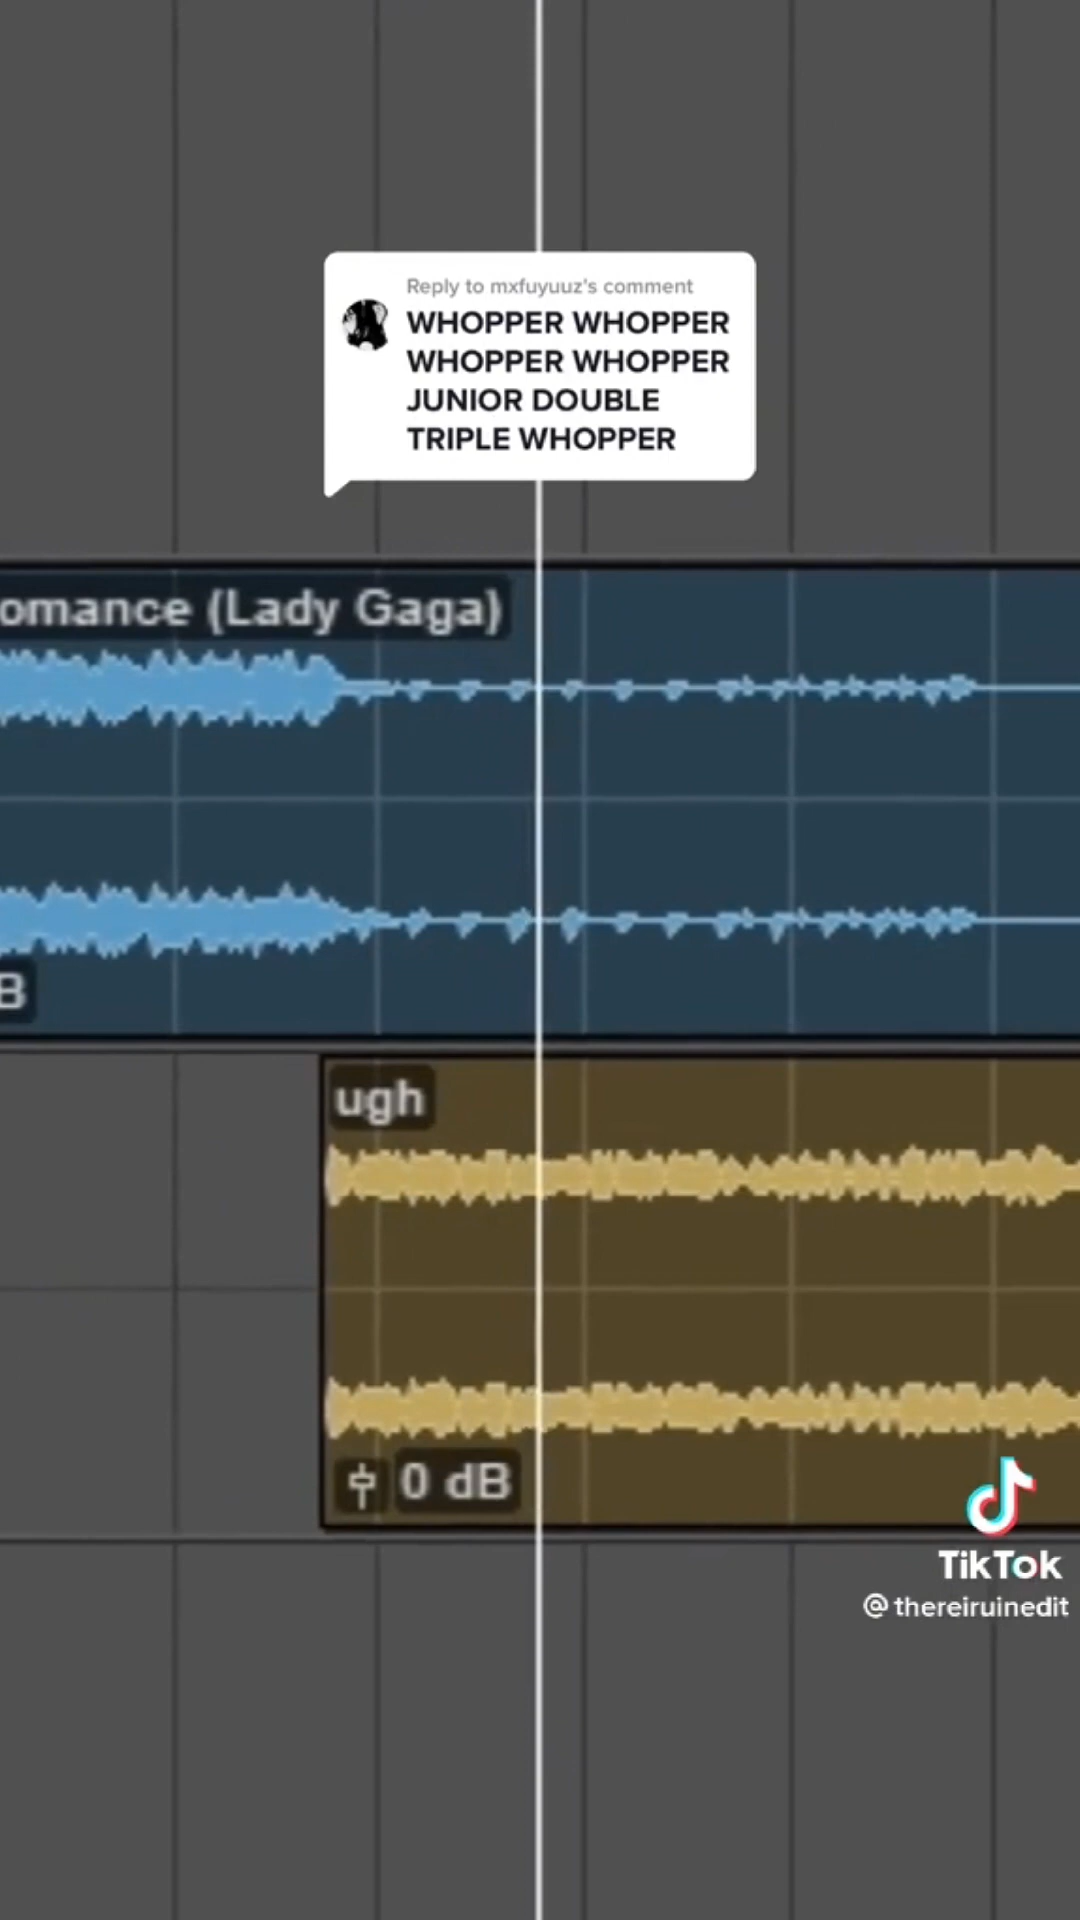 Reply to mxfuyuuz's comment
WHOPPER WHOPPER
WHOPPER WHOPPER
JUNIOR DOUBLE
TRIPLE WHOPPER
omance (Lady Gaga)
B
ugh
0 dB
TikTok
@thereiruinedit